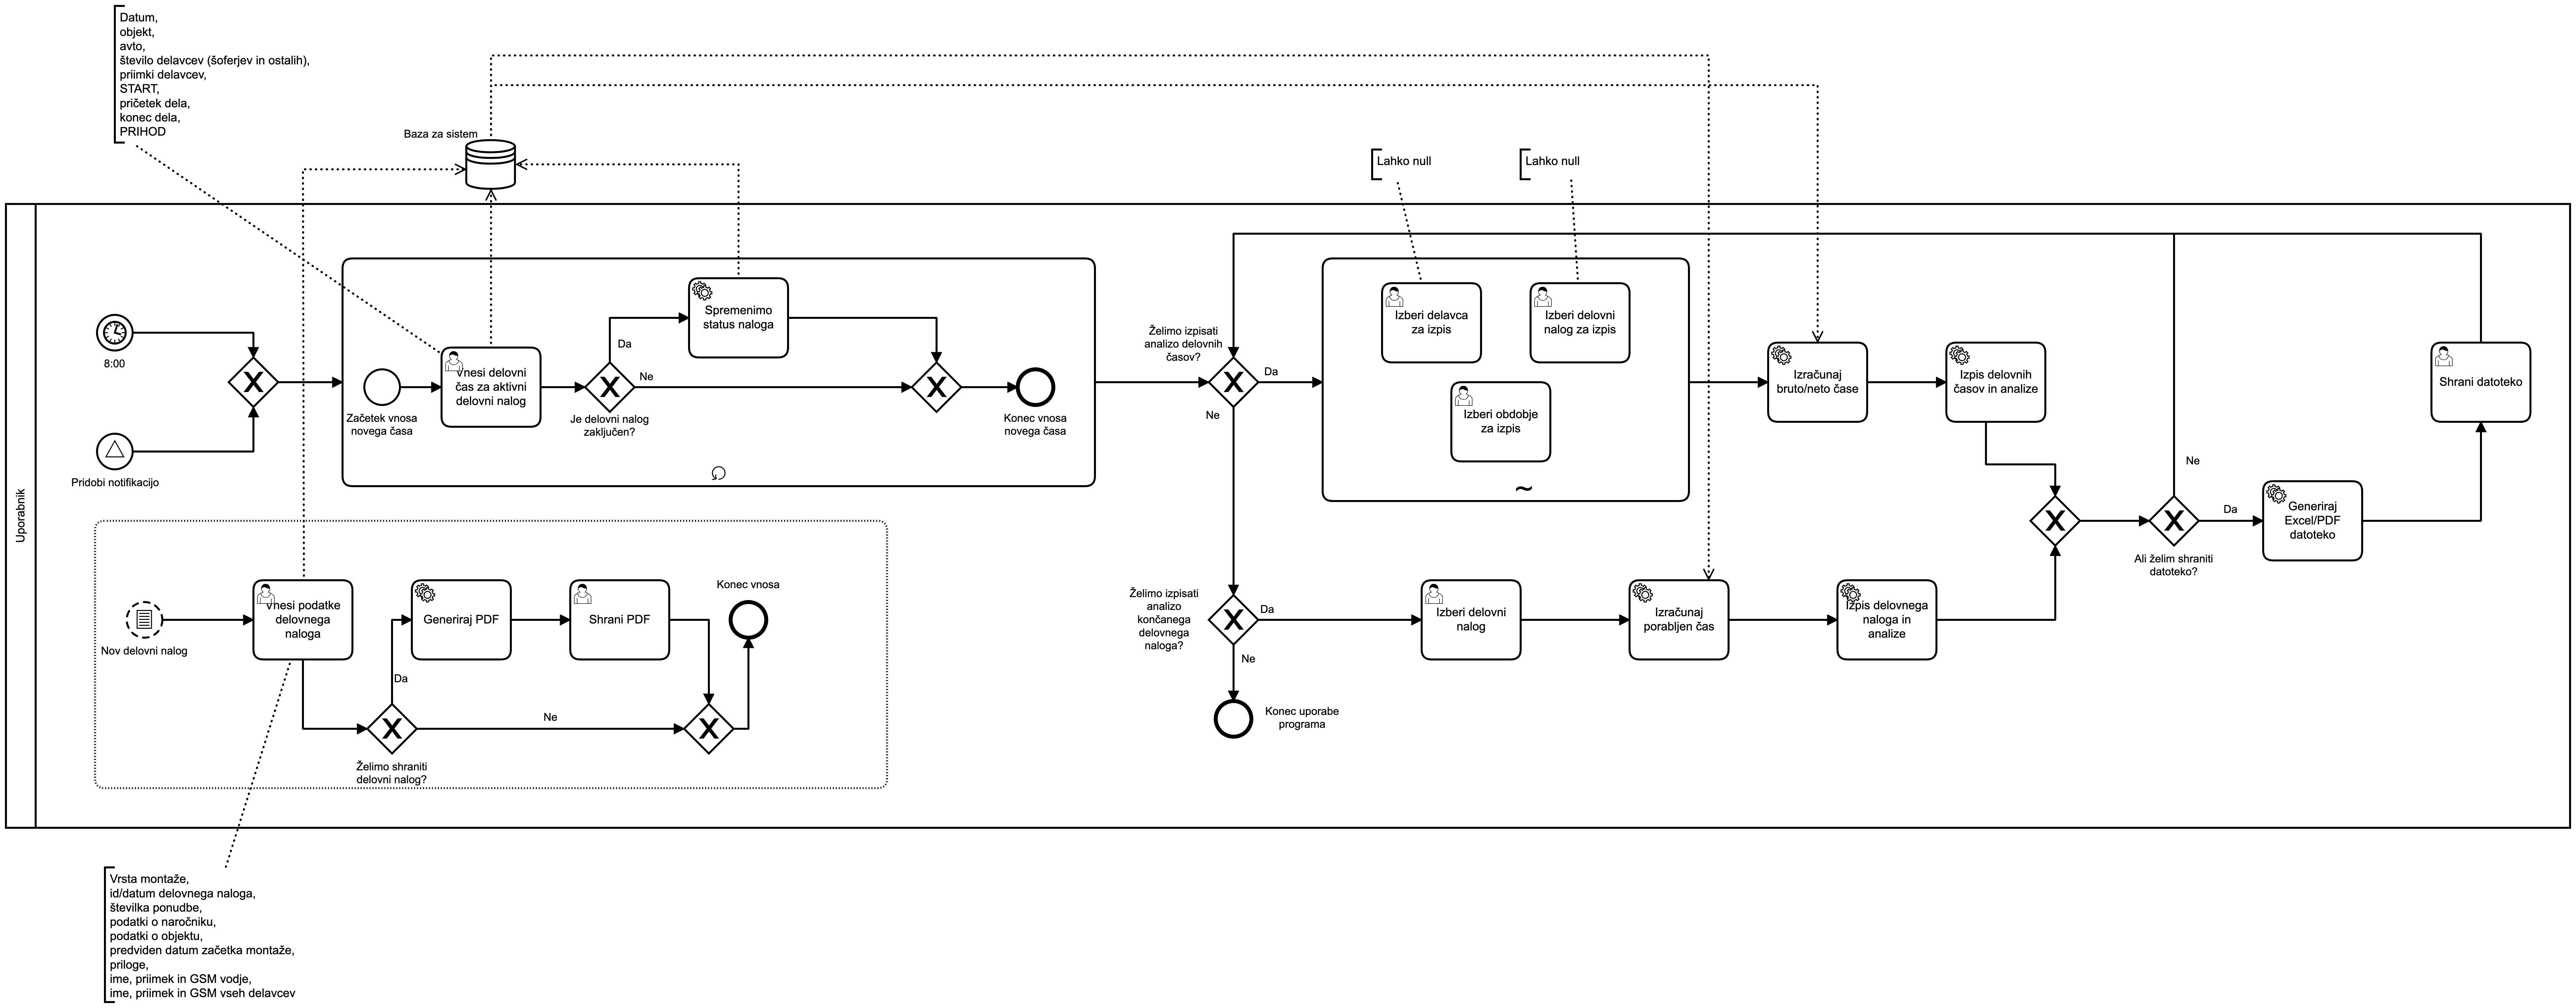 Datum,
objekt,
avto,
število delavcev (šoferjev in ostalih),
priimki delavcev,
START,
pričetek dela,
konec dela,
PRIHOD
Baza za sistem
Lahko null
Lahko null
Uporabnik
8:00
Pridobi notifikacijo
Začetek vnosa
novega časa
Vnesi delovni
čas za aktivni
delovni nalog
Je delovni nalog
zaključen?
Da
Ne
Spremenimo
status naloga
Konec vnosa
novega časa
Želimo izpisati
analizo delovnih
časov?
Da
Ne
Izberi delavca
za izpis
Izberi delovni
nalog za izpis
Izberi obdobje
za izpis
Izračunaj
bruto/neto čase
Izpis delovnih
časov in analize
Shrani datoteko
Ne
Da
Ali želim shraniti
datoteko?
Generiraj
Excel/PDF
datoteko
Nov delovni nalog
Vnesi podatke
delovnega
naloga
Generiraj PDF
Shrani PDF
Konec vnosa
Da
Ne
Želimo shraniti
delovni nalog?
Želimo izpisati
analizo
končanega
delovnega
naloga?
Da
Ne
Izberi delovni
nalog
Izračunaj
porabljen čas
Izpis delovnega
naloga in
analize
Konec uporabe
programa
Vrsta montaže,
id/datum delovnega naloga,
številka ponudbe,
podatki o naročniku,
podatki o objektu,
predviden datum začetka montaže,
priloge,
ime, priimek in GSM vodje,
ime, priimek in GSM vseh delavcev